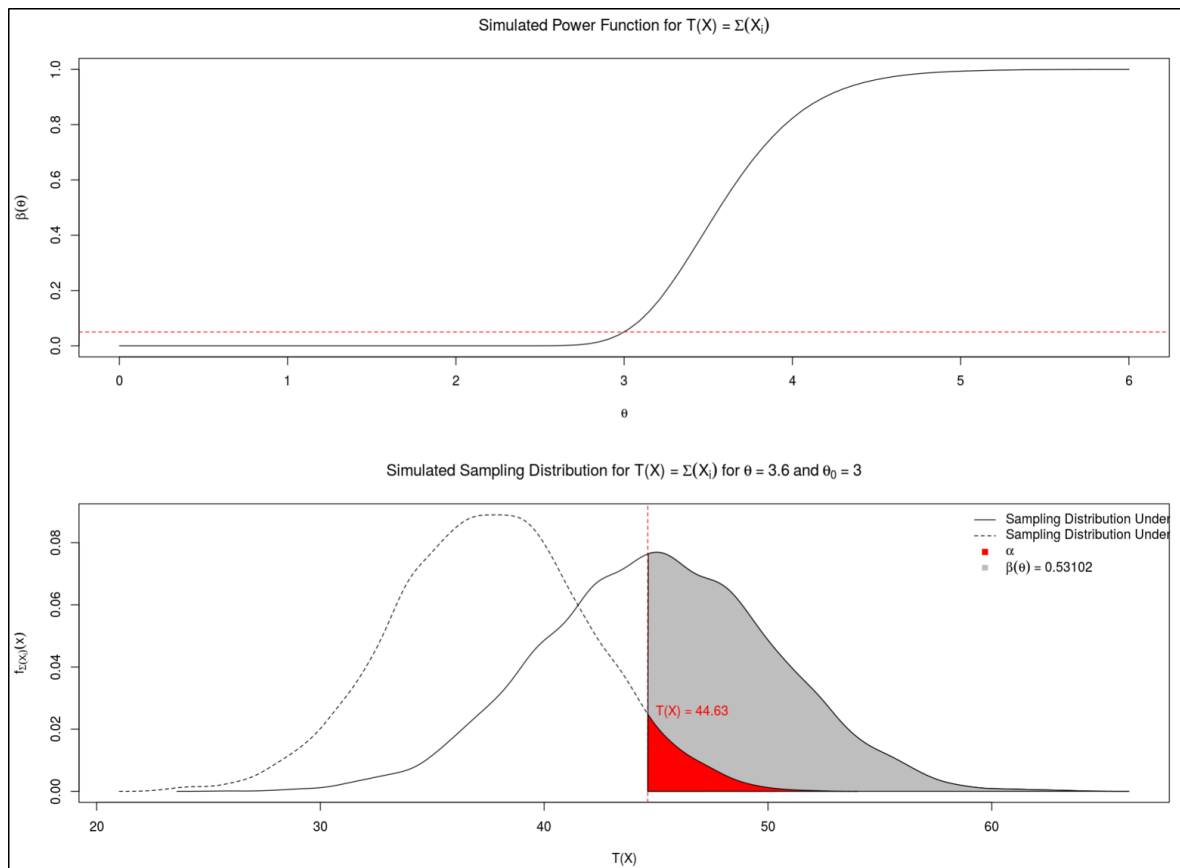 Simulated Power Function for T(X) = Σ(Xᵢ)
β(θ)
1.0
0.8
0.6
0.4
0.2
0.0
0 1 2 3 4 5 6
θ
Simulated Sampling Distribution for T(X) = Σ(Xᵢ) for θ = 3.6 and θ₀ = 3
Sampling Distribution Under
Sampling Distribution Under
α
β(θ) = 0.53102
f_Σ(Xᵢ)(x)
0.08
0.06
0.04
0.02
0.00
T(X) = 44.63
20 30 40 50 60
T(X)